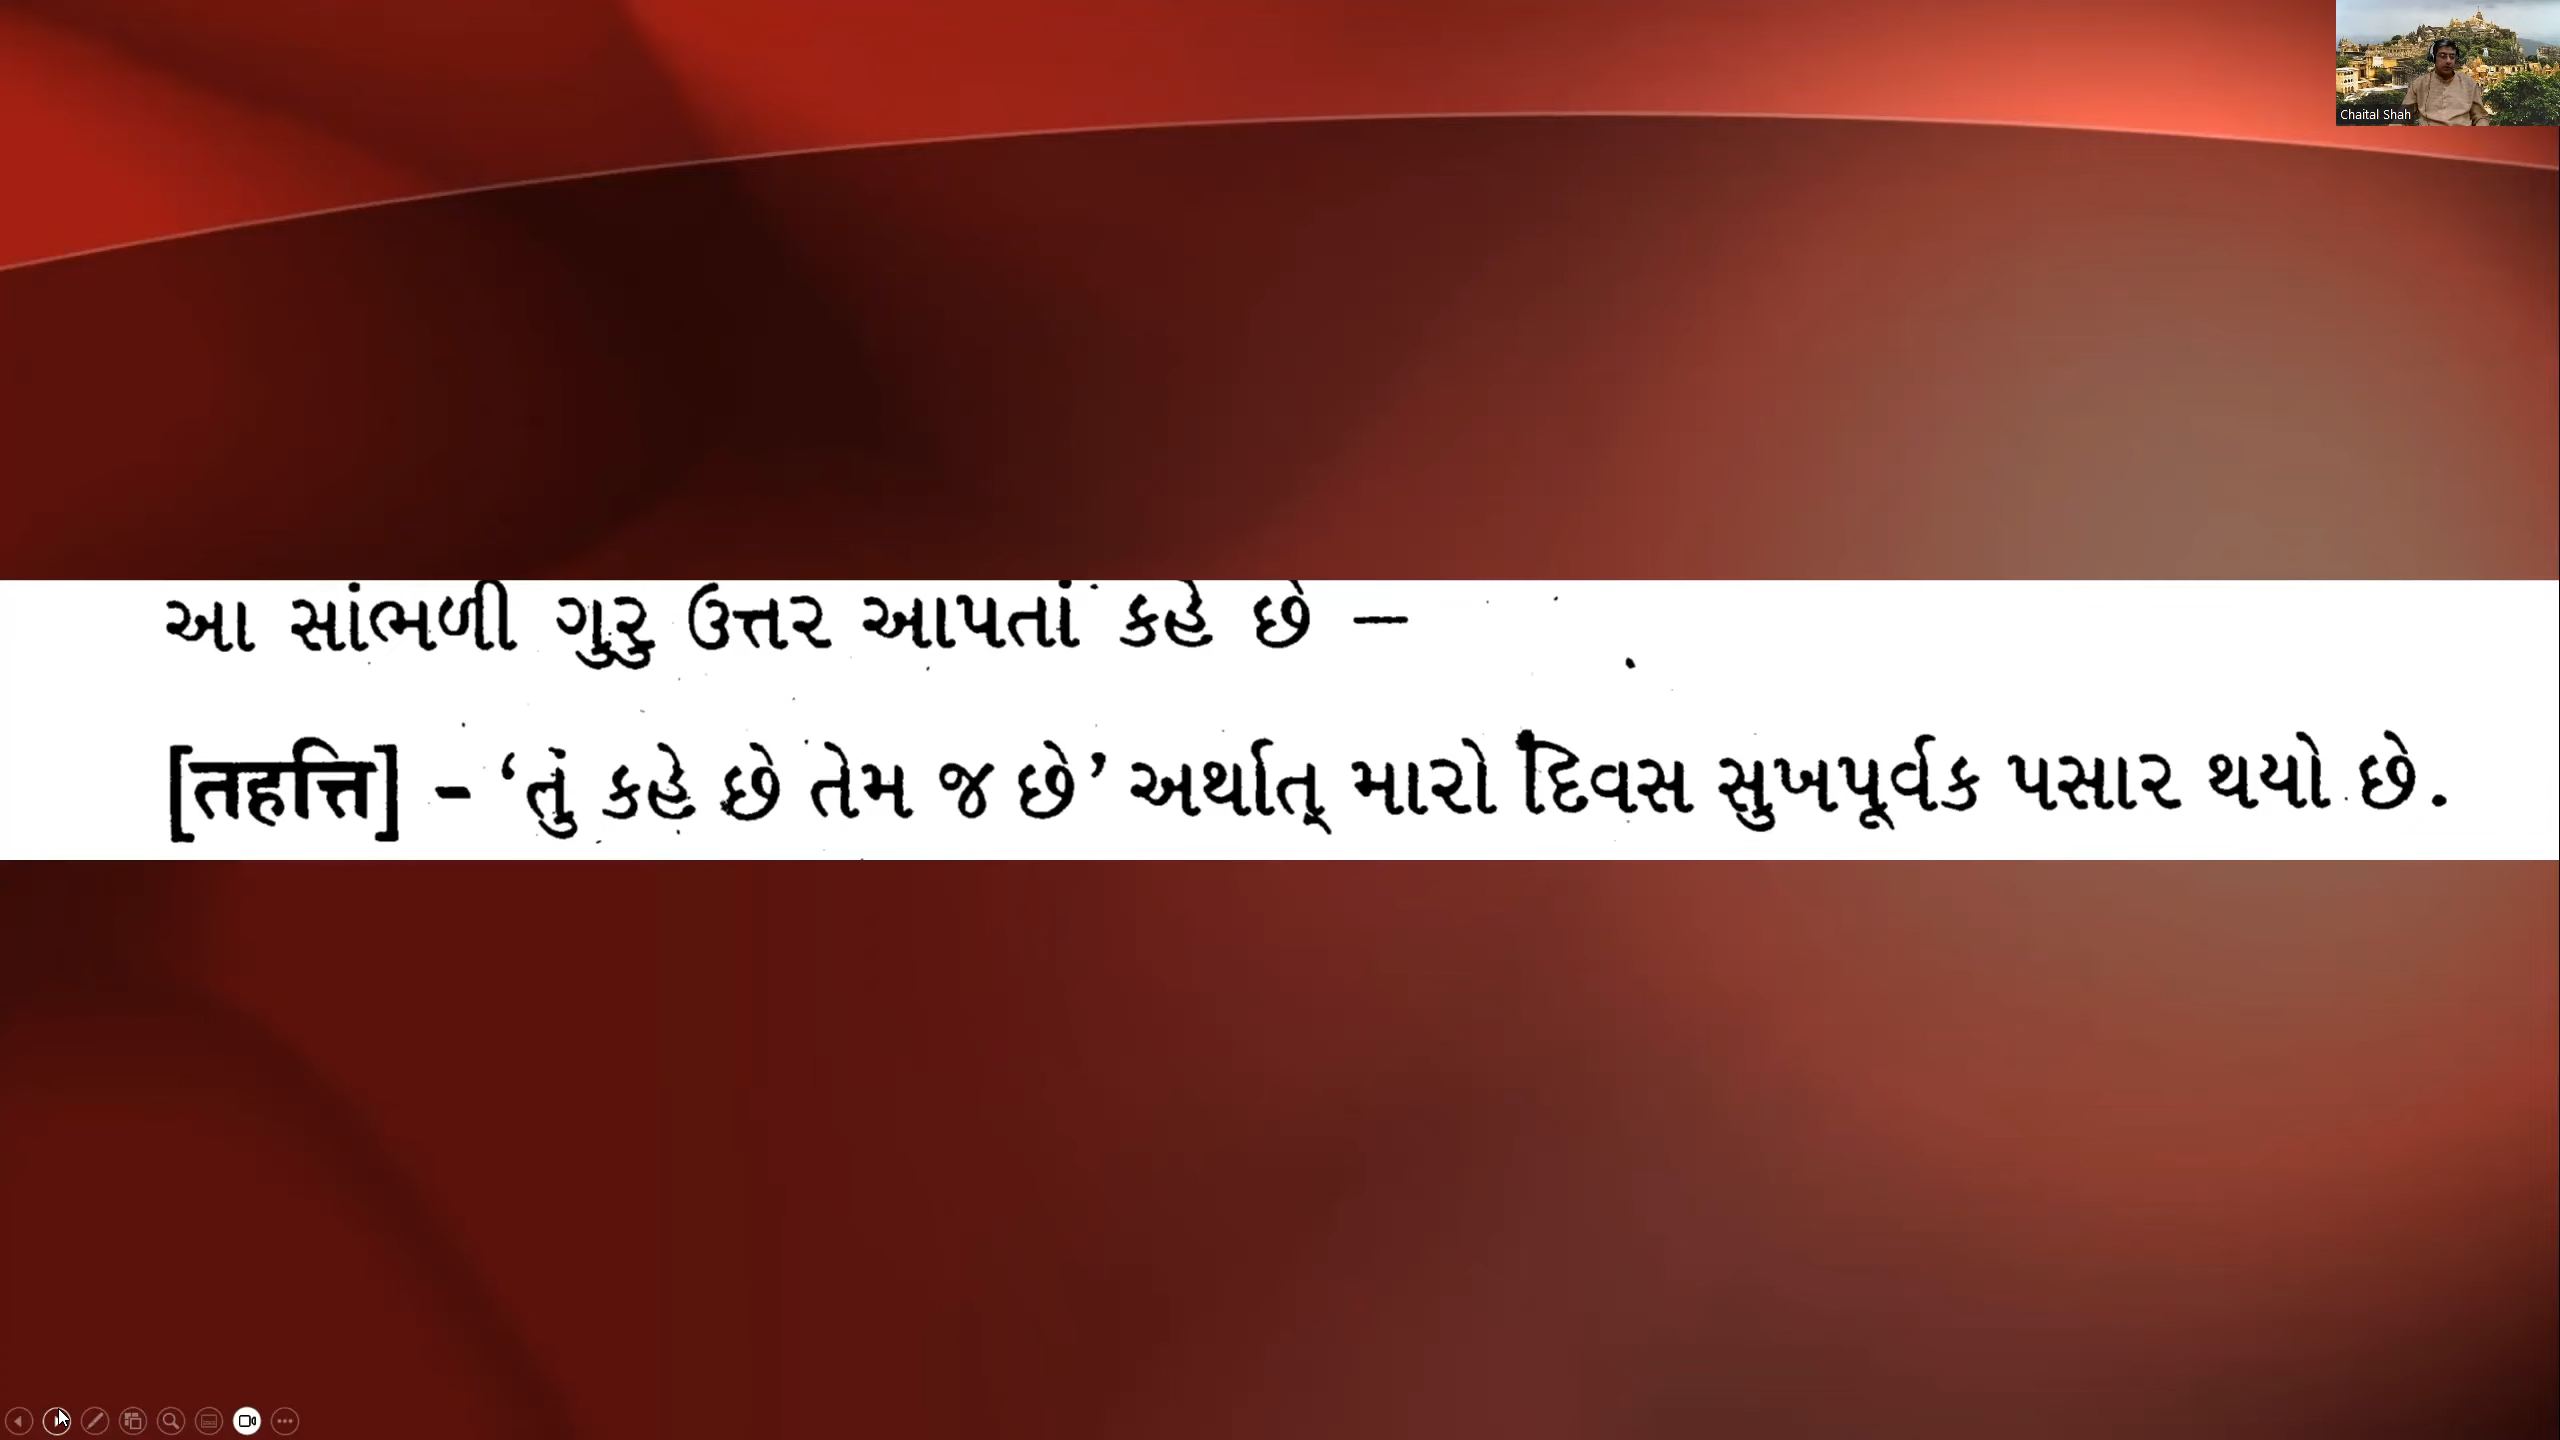 Chaital Shah
આ સાંભળી ગુરુ ઉત્તર આપતાં કહે છે –
[तहत्ति] – ‘તું કહે છે તેમ જ છે’ અર્થાત્ મારો દિવસ સુખપૂર્વક પસાર થયો છે.